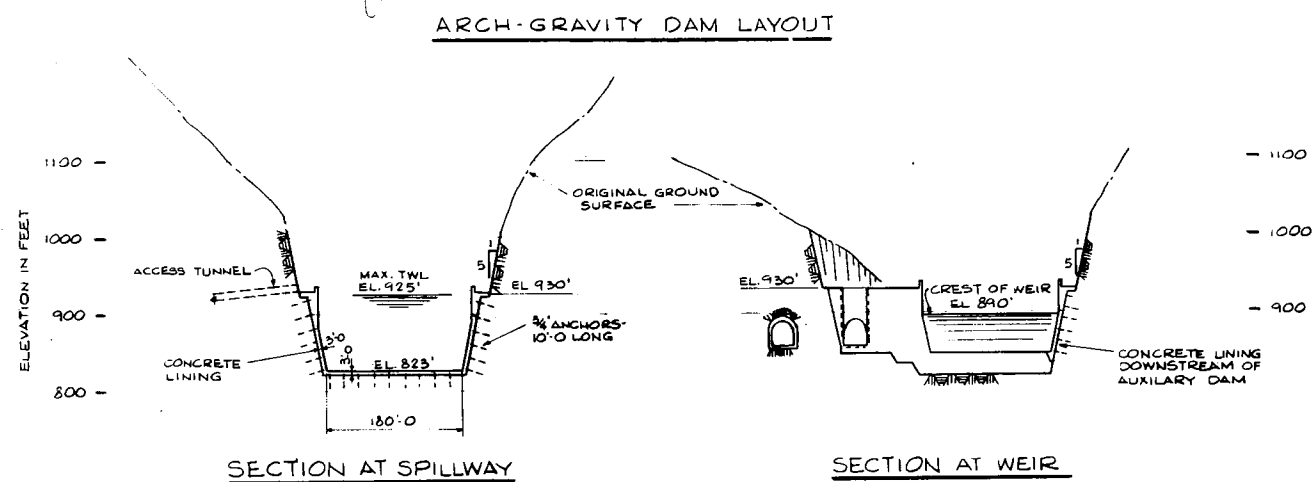 ARCH-GRAVITY DAM LAYOUT
ELEVATION IN FEET
1100
1000
900
800
ACCESS TUNNEL
MAX. TWL
EL. 925'
5
1
EL 930'
3/4" ANCHORS-
10'-0 LONG
3'-0
3'-0
CONCRETE
LINING
EL. 823'
180'-0
SECTION AT SPILLWAY
ORIGINAL GROUND
SURFACE
EL. 930'
CREST OF WEIR
EL 890'
5
1
1100
1000
900
CONCRETE LINING
DOWNSTREAM OF
AUXILARY DAM
SECTION AT WEIR